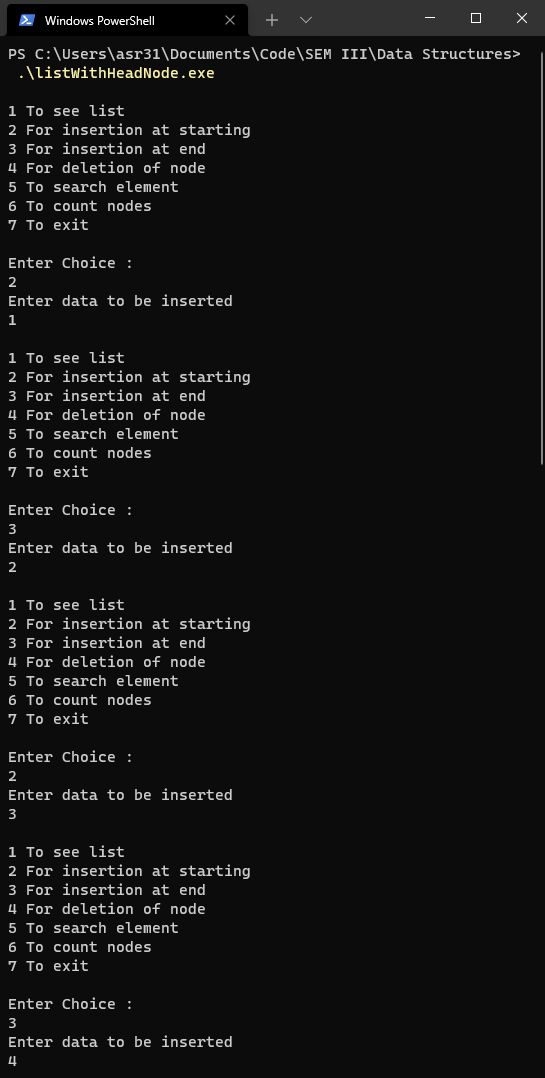 Windows PowerShell
PS C:\Users\asr31\Documents\Code\SEM III\Data Structures>
.\listWithHeadNode.exe
1 To see list
2 For insertion at starting
3 For insertion at end
4 For deletion of node
5 To search element
6 To count nodes
7 To exit
Enter Choice :
2
Enter data to be inserted
1
1 To see list
2 For insertion at starting
3 For insertion at end
4 For deletion of node
5 To search element
6 To count nodes
7 To exit
Enter Choice :
3
Enter data to be inserted
2
1 To see list
2 For insertion at starting
3 For insertion at end
4 For deletion of node
5 To search element
6 To count nodes
7 To exit
Enter Choice :
2
Enter data to be inserted
3
1 To see list
2 For insertion at starting
3 For insertion at end
4 For deletion of node
5 To search element
6 To count nodes
7 To exit
Enter Choice :
3
Enter data to be inserted
4